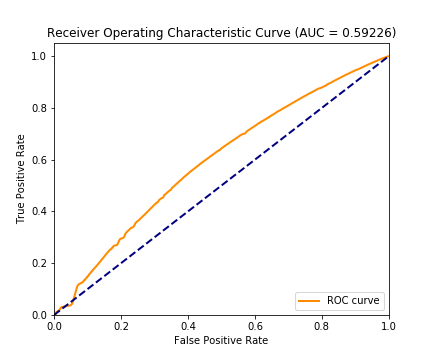 Receiver Operating Characteristic Curve (AUC = 0.59226)
1.0
0.8
0.6
0.4
0.2
0.0
True Positive Rate
ROC curve
0.0 0.2 0.4 0.6 0.8 1.0
False Positive Rate